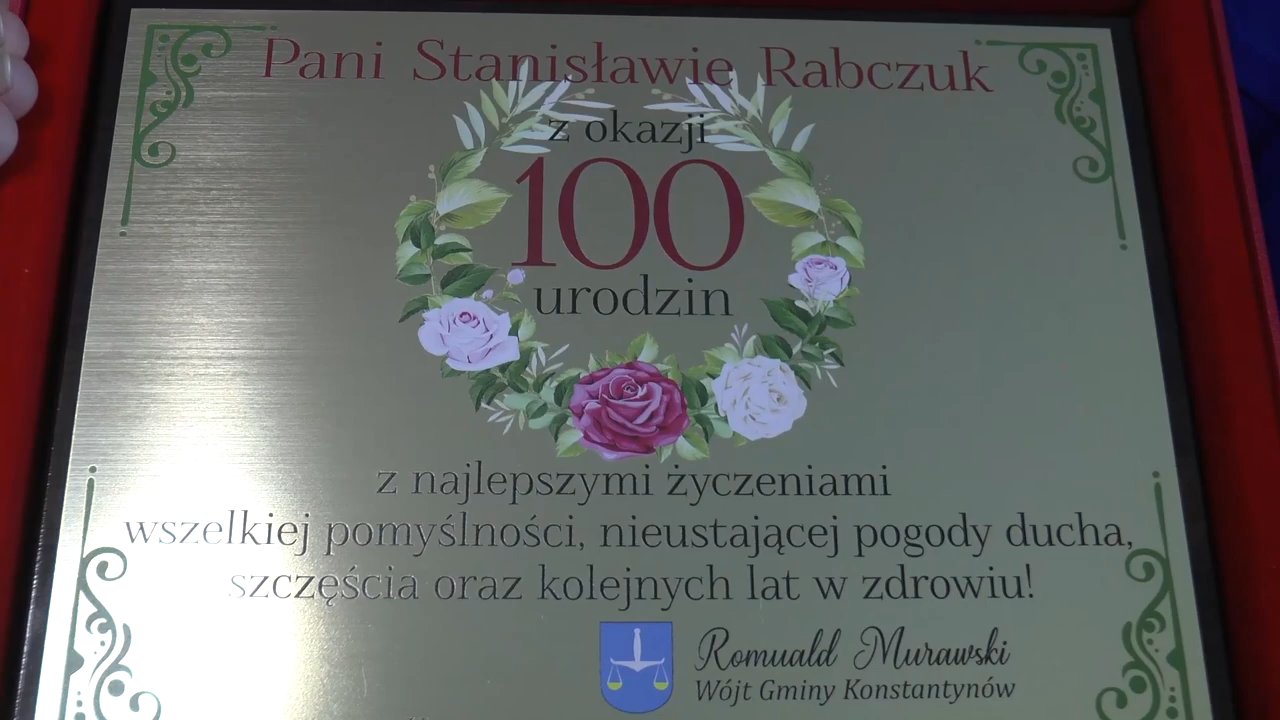 Pani Stanisławie Rabczuk
z okazji
100
urodzin
z najlepszymi życzeniami
wszelkiej pomyślności, nieustającej pogody ducha,
szczęścia oraz kolejnych lat w zdrowiu!
Romuald Murawski
Wójt Gminy Konstantynów